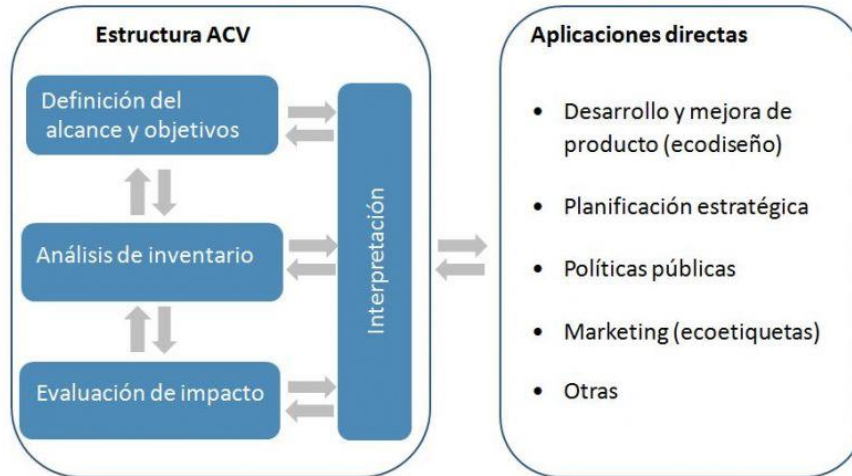 Estructura ACV
Definición del
alcance y objetivos
Análisis de inventario
Evaluación de impacto
Interpretación
Aplicaciones directas
• Desarrollo y mejora de
producto (ecodiseño)
• Planificación estratégica
• Políticas públicas
• Marketing (ecoetiquetas)
• Otras